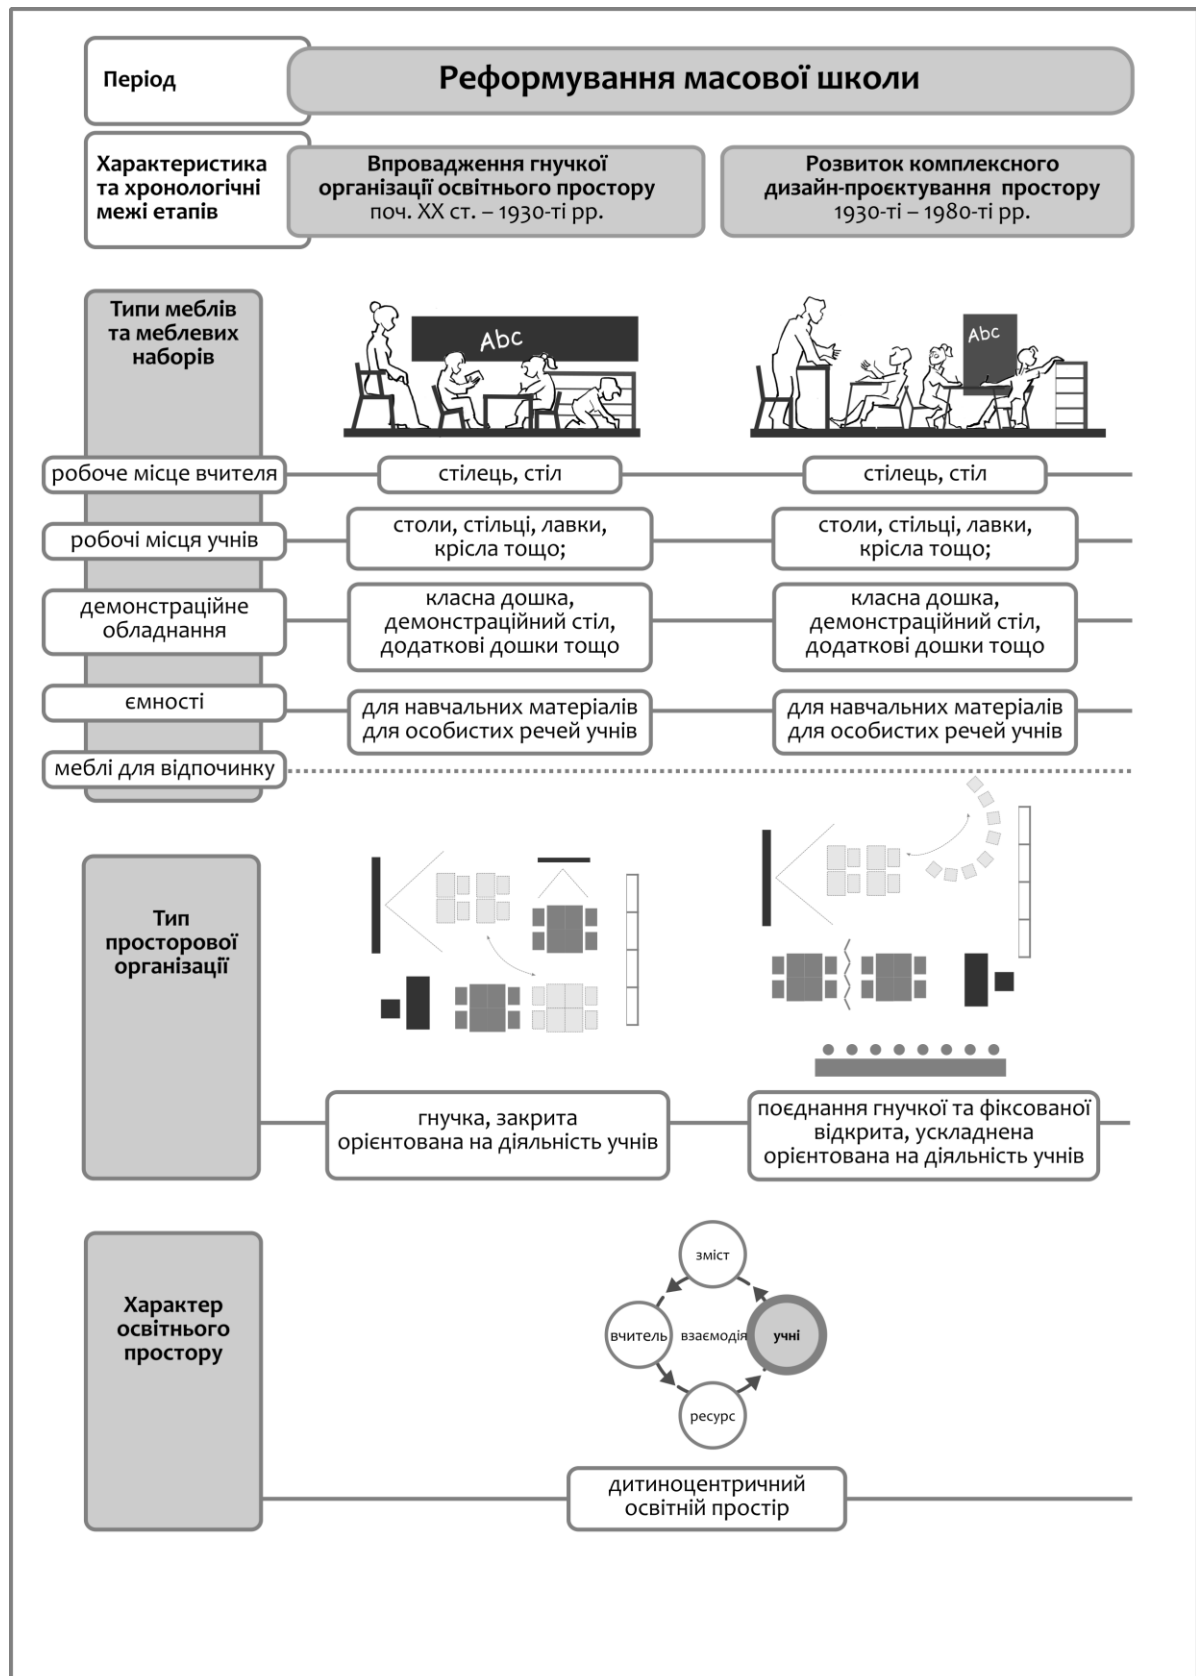 Період
Реформування масової школи
Характеристика
та хронологічні
межі етапів
Впровадження гнучкої
організації освітнього простору
поч. ХХ ст. – 1930-ті рр.
Розвиток комплексного
дизайн-проєктування простору
1930-ті – 1980-ті рр.
Типи меблів
та меблевих
наборів
Abc
Abc
робоче місце вчителя
стілець, стіл
стілець, стіл
робочі місця учнів
столи, стільці, лавки,
крісла тощо;
столи, стільці, лавки,
крісла тощо;
демонстраційне
обладнання
класна дошка,
демонстраційний стіл,
додаткові дошки тощо
класна дошка,
демонстраційний стіл,
додаткові дошки тощо
ємності
для навчальних матеріалів
для особистих речей учнів
для навчальних матеріалів
для особистих речей учнів
меблі для відпочинку
Тип
просторової
організації
гнучка, закрита
орієнтована на діяльність учнів
поєднання гнучкої та фіксованої
відкрита, ускладнена
орієнтована на діяльність учнів
Характер
освітнього
простору
зміст
вчитель
взаємодія
учні
ресурс
дитиноцентричний
освітній простір